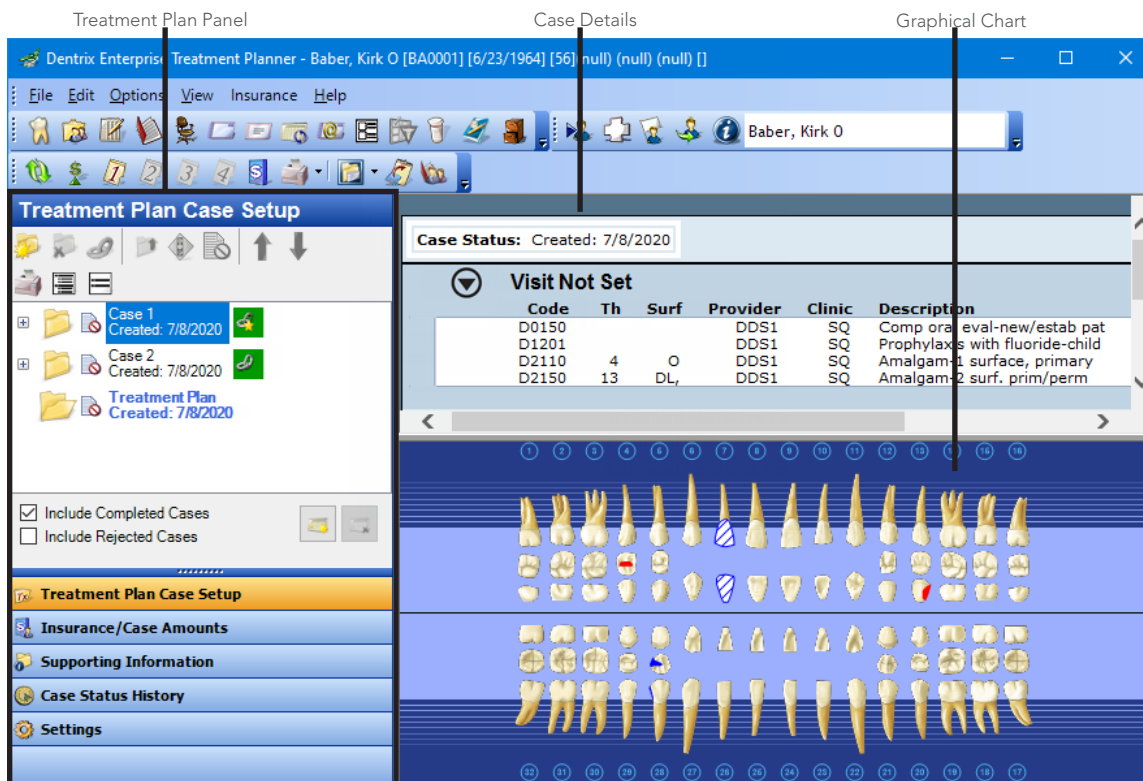 Treatment Plan Panel
Case Details
Graphical Chart
Dentrix Enterprise Treatment Planner - Baber, Kirk O [BA0001] [6/23/1964] [56] null) (null) (null) []
File Edit Options View Insurance Help
Baber, Kirk O
1 2 3 4 S
Treatment Plan Case Setup
Case Status: Created: 7/8/2020
Visit Not Set
Code Th Surf Provider Clinic Description
D0150 DDS1 SQ Comp oral eval-new/estab pat
D1201 DDS1 SQ Prophylaxis with fluoride-child
D2110 4 O DDS1 SQ Amalgam-1 surface, primary
D2150 13 DL, DDS1 SQ Amalgam-2 surf. prim/perm
Case 1
Created: 7/8/2020
Case 2
Created: 7/8/2020
Treatment Plan
Created: 7/8/2020
Include Completed Cases
Include Rejected Cases
Treatment Plan Case Setup
Insurance/Case Amounts
Supporting Information
Case Status History
Settings
1 2 3 4 5 6 7 8 9 10 11 12 13 15 16
32 31 30 29 28 27 26 24 23 22 21 20 19 18 17